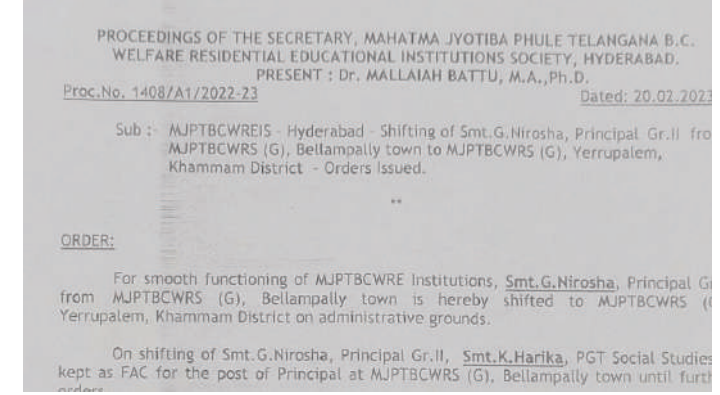 PROCEEDINGS OF THE SECRETARY, MAHATMA JYOTIBA PHULE TELANGANA B.C.
WELFARE RESIDENTIAL EDUCATIONAL INSTITUTIONS SOCIETY, HYDERABAD.
PRESENT : Dr. MALLAIAH BATTU, M.A.,Ph.D.
Proc.No. 1408/A1/2022-23 Dated: 20.02.2023
Sub :- MJPTBCWREIS - Hyderabad - Shifting of Smt.G.Nirosha, Principal Gr.II
MJPTBCWRS (G), Bellampally town to MJPTBCWRS (G), Yerrupalem,
Khammam District - Orders Issued.
**
ORDER:
For smooth functioning of MJPTBCWRE Institutions, Smt.G.Nirosha, Principal
from MJPTBCWRS (G), Bellampally town is hereby shifted to MJPTBCWRS
Yerrupalem, Khammam District on administrative grounds.
On shifting of Smt.G.Nirosha, Principal Gr.II, Smt.K.Harika, PGT Social Studies
kept as FAC for the post of Principal at MJPTBCWRS (G), Bellampally town until